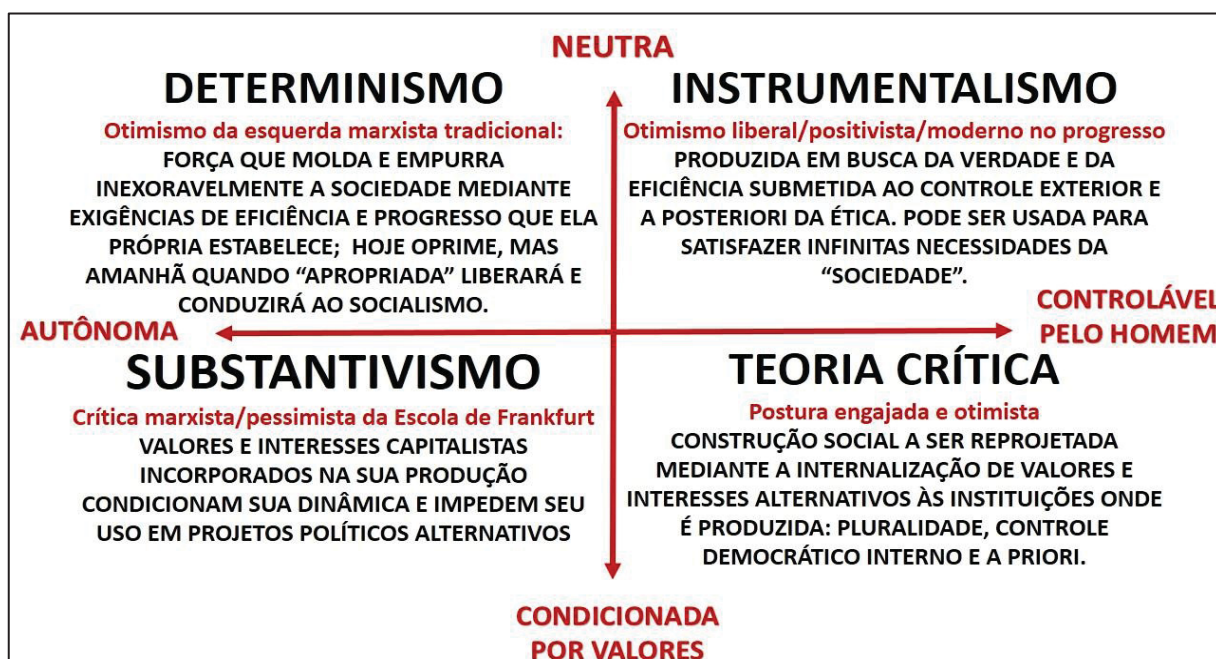 NEUTRA
DETERMINISMO
Otimismo da esquerda marxista tradicional:
FORÇA QUE MOLDA E EMPURRA
INEXORAVELMENTE A SOCIEDADE MEDIANTE
EXIGÊNCIAS DE EFICIÊNCIA E PROGRESSO QUE ELA
PRÓPRIA ESTABELECE; HOJE OPRIME, MAS
AMANHÃ QUANDO “APROPRIADA” LIBERARÁ E
CONDUZIRÁ AO SOCIALISMO.
INSTRUMENTALISMO
Otimismo liberal/positivista/moderno no progresso
PRODUZIDA EM BUSCA DA VERDADE E DA
EFICIÊNCIA SUBMETIDA AO CONTROLE EXTERIOR E
A POSTERIORI DA ÉTICA. PODE SER USADA PARA
SATISFAZER INFINITAS NECESSIDADES DA
“SOCIEDADE”.
AUTÔNOMA
CONTROLÁVEL
PELO HOMEM
SUBSTANTIVISMO
Crítica marxista/pessimista da Escola de Frankfurt
VALORES E INTERESSES CAPITALISTAS
INCORPORADOS NA SUA PRODUÇÃO
CONDICIONAM SUA DINÂMICA E IMPEDEM SEU
USO EM PROJETOS POLÍTICOS ALTERNATIVOS
TEORIA CRÍTICA
Postura engajada e otimista
CONSTRUÇÃO SOCIAL A SER REPROJETADA
MEDIANTE A INTERNALIZAÇÃO DE VALORES E
INTERESSES ALTERNATIVOS ÀS INSTITUIÇÕES ONDE
É PRODUZIDA: PLURALIDADE, CONTROLE
DEMOCRÁTICO INTERNO E A PRIORI.
CONDICIONADA
POR VALORES